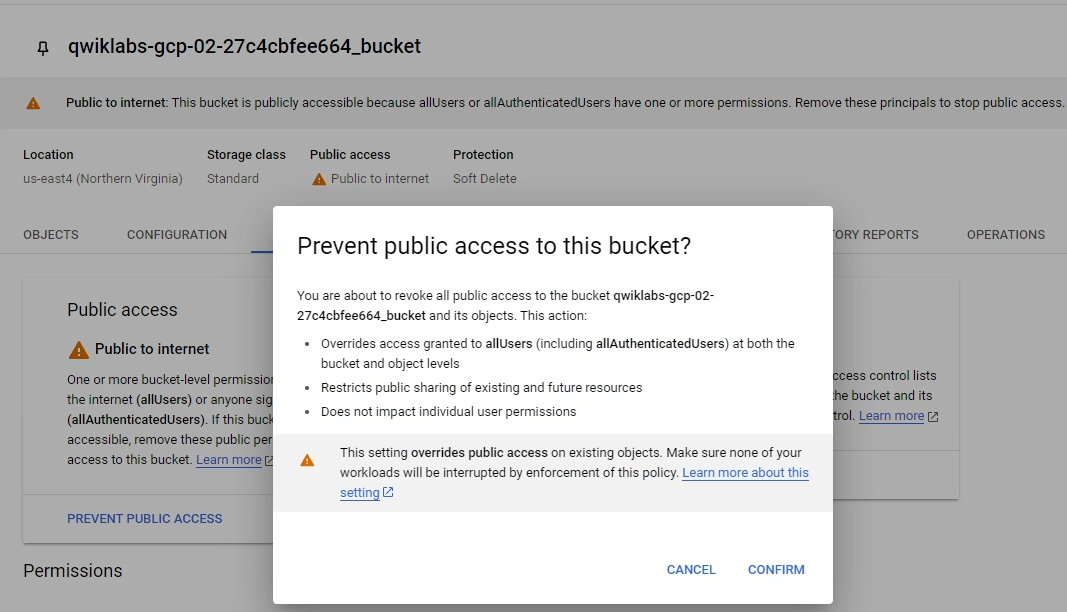 qwiklabs-gcp-02-27c4cbfee664_bucket
Public to internet: This bucket is publicly accessible because allUsers or allAuthenticatedUsers have one or more permissions. Remove these principals to stop public access.
Location Storage class Public access Protection
us-east4 (Northern Virginia) Standard Public to internet Soft Delete
OBJECTS CONFIGURATION REPORTS OPERATIONS
Public access
Public to internet
One or more bucket-level
the internet (allUsers) or anyone
(allAuthenticatedUsers). If this
accessible, remove these public
access to this bucket. Learn more
PREVENT PUBLIC ACCESS
control lists
the bucket and its
Learn more
Permissions
Prevent public access to this bucket?
You are about to revoke all public access to the bucket qwiklabs-gcp-02-
27c4cbfee664_bucket and its objects. This action:
• Overrides access granted to allUsers (including allAuthenticatedUsers) at both the
bucket and object levels
• Restricts public sharing of existing and future resources
• Does not impact individual user permissions
This setting overrides public access on existing objects. Make sure none of your
workloads will be interrupted by enforcement of this policy. Learn more about this
setting
CANCEL CONFIRM